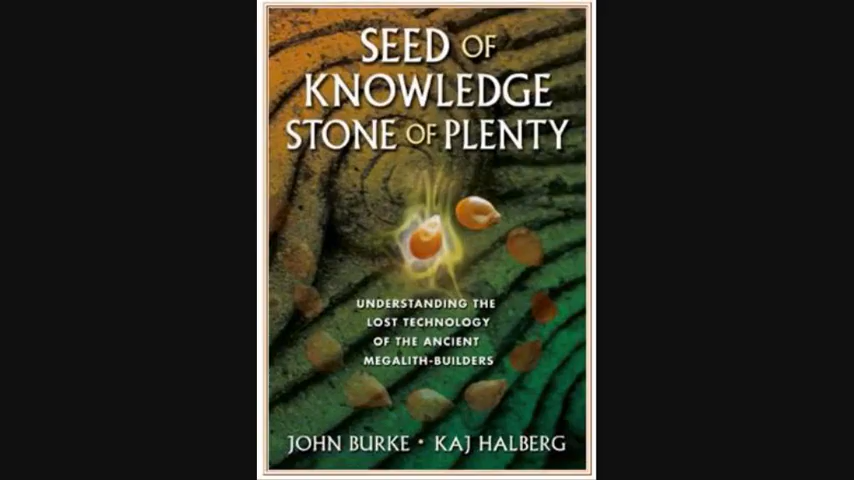 SEED OF
KNOWLEDGE
STONE OF PLENTY
UNDERSTANDING THE
LOST TECHNOLOGY
OF THE ANCIENT
MEGALITH-BUILDERS
JOHN BURKE • KAJ HALBERG